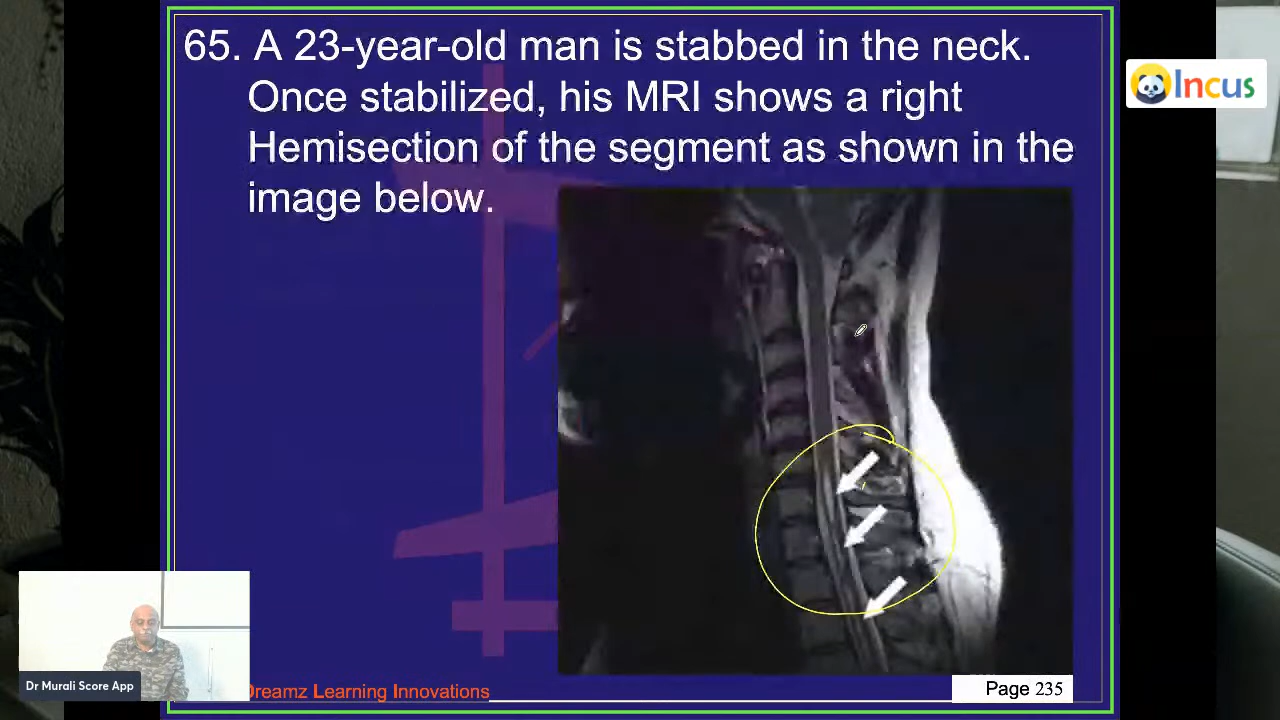 65. A 23-year-old man is stabbed in the neck.
Once stabilized, his MRI shows a right
Hemisection of the segment as shown in the
image below.
Incus
Dr Murali Score App
Dreamz Learning Innovations
Page 235